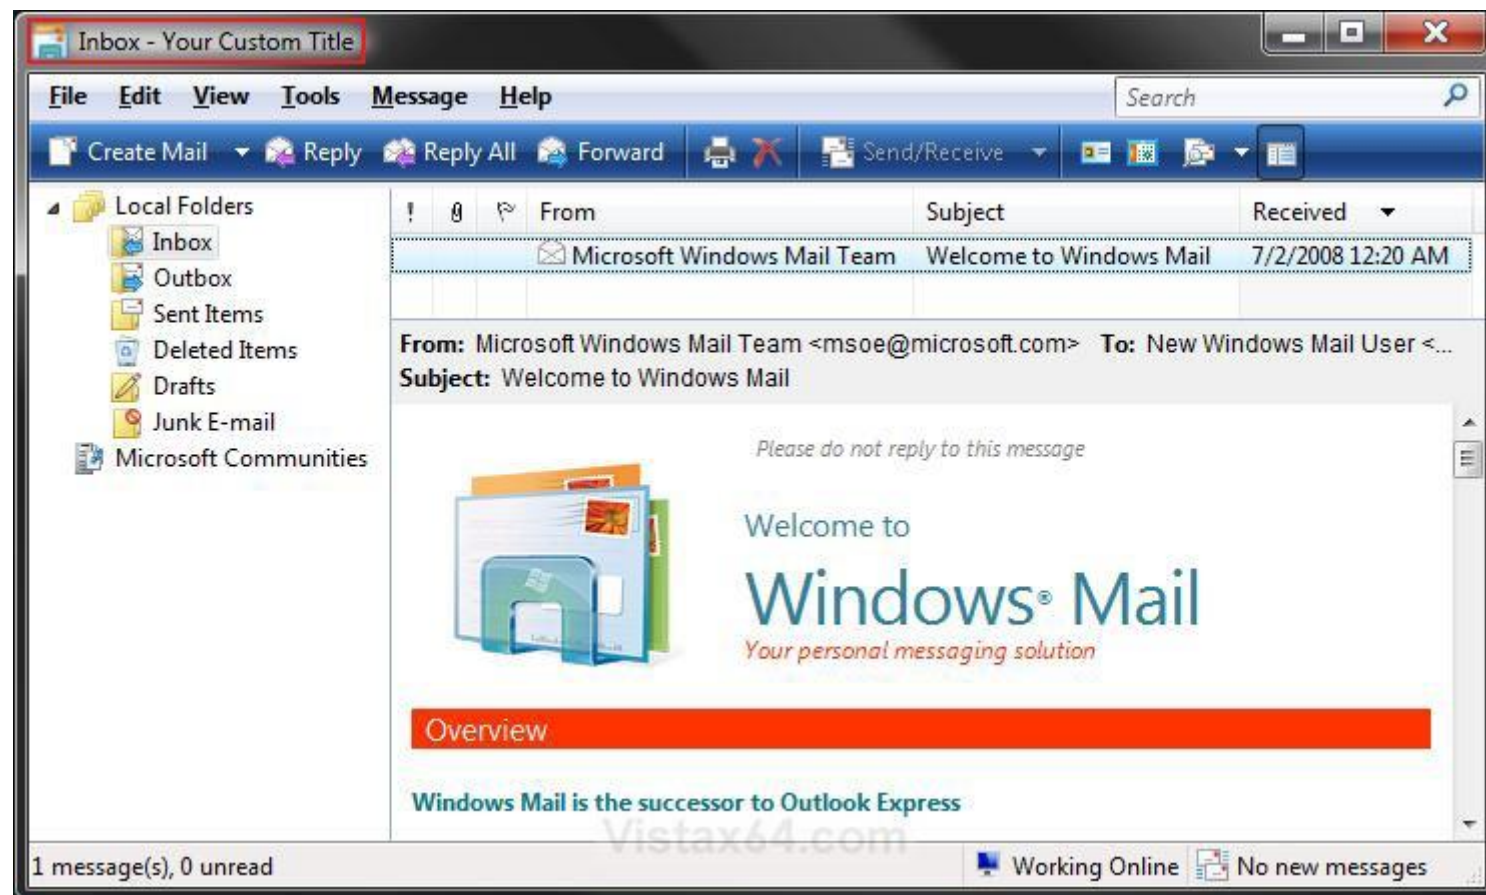 Inbox - Your Custom Title
File Edit View Tools Message Help Search
Create Mail Reply Reply All Forward Send/Receive
Local Folders
Inbox
Outbox
Sent Items
Deleted Items
Drafts
Junk E-mail
Microsoft Communities
! From Subject Received
Microsoft Windows Mail Team Welcome to Windows Mail 7/2/2008 12:20 AM
From: Microsoft Windows Mail Team <msoe@microsoft.com> To: New Windows Mail User <...
Subject: Welcome to Windows Mail
Please do not reply to this message
Welcome to
Windows® Mail
Your personal messaging solution
Overview
Windows Mail is the successor to Outlook Express
Vistax64.com
1 message(s), 0 unread Working Online No new messages